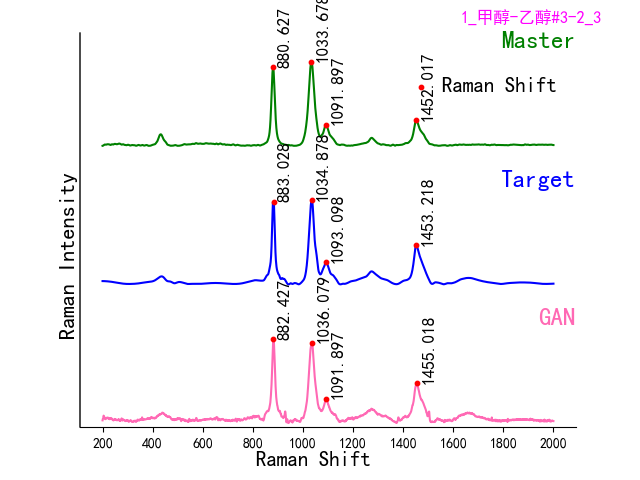 1_甲醇-乙醇#3-2_3
Master
Raman Shift
880.627
1033.678
1091.897
1452.017
Target
883.028
1034.878
1093.098
1453.218
GAN
882.427
1036.079
1091.897
1455.018
Raman Intensity
200 400 600 800 1000 1200 1400 1600 1800 2000
Raman Shift